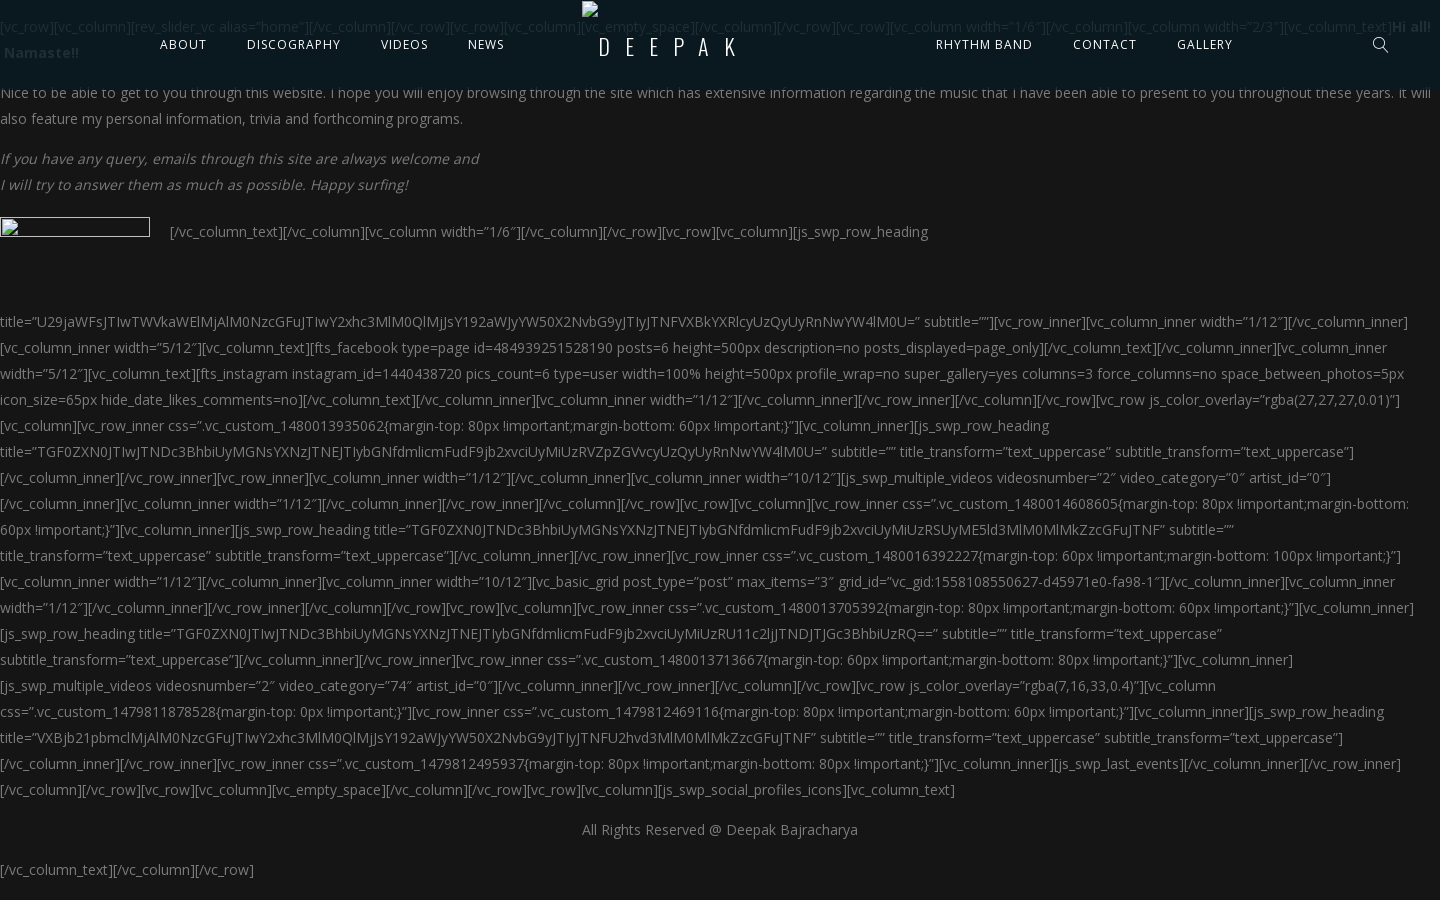 [vc_row][vc_column][rev_slider_vc alias=”home”][/vc_column][/vc_row][vc_row][vc_column][vc_empty_space][/vc_column][/vc_row][vc_row][vc_column width=”1/6″][/vc_column][vc_column width=”2/3″][vc_column_text]Hi all!
Namaste!!
ABOUT DISCOGRAPHY VIDEOS NEWS DEEPAK RHYTHM BAND CONTACT GALLERY
Nice to be able to get to you through this website. I hope you will enjoy browsing through the site which has extensive information regarding the music that I have been able to present to you throughout these years. It will
also feature my personal information, trivia and forthcoming programs.
If you have any query, emails through this site are always welcome and
I will try to answer them as much as possible. Happy surfing!
[/vc_column_text][/vc_column][vc_column width=”1/6″][/vc_column][/vc_row][vc_row][vc_column][js_swp_row_heading
title=”U29jaWFsJTIwTWVkaWElMjAlM0NzcGFuJTIwY2xhc3MlM0QlMjJsY192aWJyYW50X2NvbG9yJTIyJTNFVXBkYXRlcyUzQyUyRnNwYW4lM0U=” subtitle=””][vc_row_inner][vc_column_inner width=”1/12″][/vc_column_inner]
[vc_column_inner width=”5/12″][vc_column_text][fts_facebook type=page id=484939251528190 posts=6 height=500px description=no posts_displayed=page_only][/vc_column_text][/vc_column_inner][vc_column_inner
width=”5/12″][vc_column_text][fts_instagram instagram_id=1440438720 pics_count=6 type=user width=100% height=500px profile_wrap=no super_gallery=yes columns=3 force_columns=no space_between_photos=5px
icon_size=65px hide_date_likes_comments=no][/vc_column_text][/vc_column_inner][vc_column_inner width=”1/12″][/vc_column_inner][/vc_row_inner][/vc_column][/vc_row][vc_row js_color_overlay=”rgba(27,27,27,0.01)”]
[vc_column][vc_row_inner css=”.vc_custom_1480013935062{margin-top: 80px !important;margin-bottom: 60px !important;}”][vc_column_inner][js_swp_row_heading
title=”TGF0ZXN0JTIwJTNDc3BhbiUyMGNsYXNzJTNEJTIybGNfdmlicmFudF9jb2xvciUyMiUzRVZpZGVvcyUzQyUyRnNwYW4lM0U=” subtitle=”” title_transform=”text_uppercase” subtitle_transform=”text_uppercase”]
[/vc_column_inner][/vc_row_inner][vc_row_inner][vc_column_inner width=”1/12″][/vc_column_inner][vc_column_inner width=”10/12″][js_swp_multiple_videos videosnumber=”2″ video_category=”0″ artist_id=”0″]
[/vc_column_inner][vc_column_inner width=”1/12″][/vc_column_inner][/vc_row_inner][/vc_column][/vc_row][vc_row][vc_column][vc_row_inner css=”.vc_custom_1480014608605{margin-top: 80px !important;margin-bottom:
60px !important;}”][vc_column_inner][js_swp_row_heading title=”TGF0ZXN0JTNDc3BhbiUyMGNsYXNzJTNEJTIybGNfdmlicmFudF9jb2xvciUyMiUzRSUyME5ld3MlM0MlMkZzcGFuJTNF” subtitle=””
title_transform=”text_uppercase” subtitle_transform=”text_uppercase”][/vc_column_inner][/vc_row_inner][vc_row_inner css=”.vc_custom_1480016392227{margin-top: 60px !important;margin-bottom: 100px !important;}”]
[vc_column_inner width=”1/12″][/vc_column_inner][vc_column_inner width=”10/12″][vc_basic_grid post_type=”post” max_items=”3″ grid_id=”vc_gid:1558108550627-d45971e0-fa98-1″][/vc_column_inner][vc_column_inner
width=”1/12″][/vc_column_inner][/vc_row_inner][/vc_column][/vc_row][vc_row][vc_column][vc_row_inner css=”.vc_custom_1480013705392{margin-top: 80px !important;margin-bottom: 60px !important;}”][vc_column_inner]
[js_swp_row_heading title=”TGF0ZXN0JTIwJTNDc3BhbiUyMGNsYXNzJTNEJTIybGNfdmlicmFudF9jb2xvciUyMiUzRU11c2ljJTNDJTJGc3BhbiUzRQ==” subtitle=”” title_transform=”text_uppercase”
subtitle_transform=”text_uppercase”][/vc_column_inner][/vc_row_inner][vc_row_inner css=”.vc_custom_1480013713667{margin-top: 60px !important;margin-bottom: 80px !important;}”][vc_column_inner]
[js_swp_multiple_videos videosnumber=”2″ video_category=”74″ artist_id=”0″][/vc_column_inner][/vc_row_inner][/vc_column][/vc_row][vc_row js_color_overlay=”rgba(7,16,33,0.4)”][vc_column
css=”.vc_custom_1479811878528{margin-top: 0px !important;}”][vc_row_inner css=”.vc_custom_1479812469116{margin-top: 80px !important;margin-bottom: 60px !important;}”][vc_column_inner][js_swp_row_heading
title=”VXBjb21pbmclMjAlM0NzcGFuJTIwY2xhc3MlM0QlMjJsY192aWJyYW50X2NvbG9yJTIyJTNFU2hvd3MlM0MlMkZzcGFuJTNF” subtitle=”” title_transform=”text_uppercase” subtitle_transform=”text_uppercase”]
[/vc_column_inner][/vc_row_inner][vc_row_inner css=”.vc_custom_1479812495937{margin-top: 80px !important;margin-bottom: 80px !important;}”][vc_column_inner][js_swp_last_events][/vc_column_inner][/vc_row_inner]
[/vc_column][/vc_row][vc_row][vc_column][vc_empty_space][/vc_column][/vc_row][vc_row][vc_column][js_swp_social_profiles_icons][vc_column_text]
All Rights Reserved @ Deepak Bajracharya
[/vc_column_text][/vc_column][/vc_row]